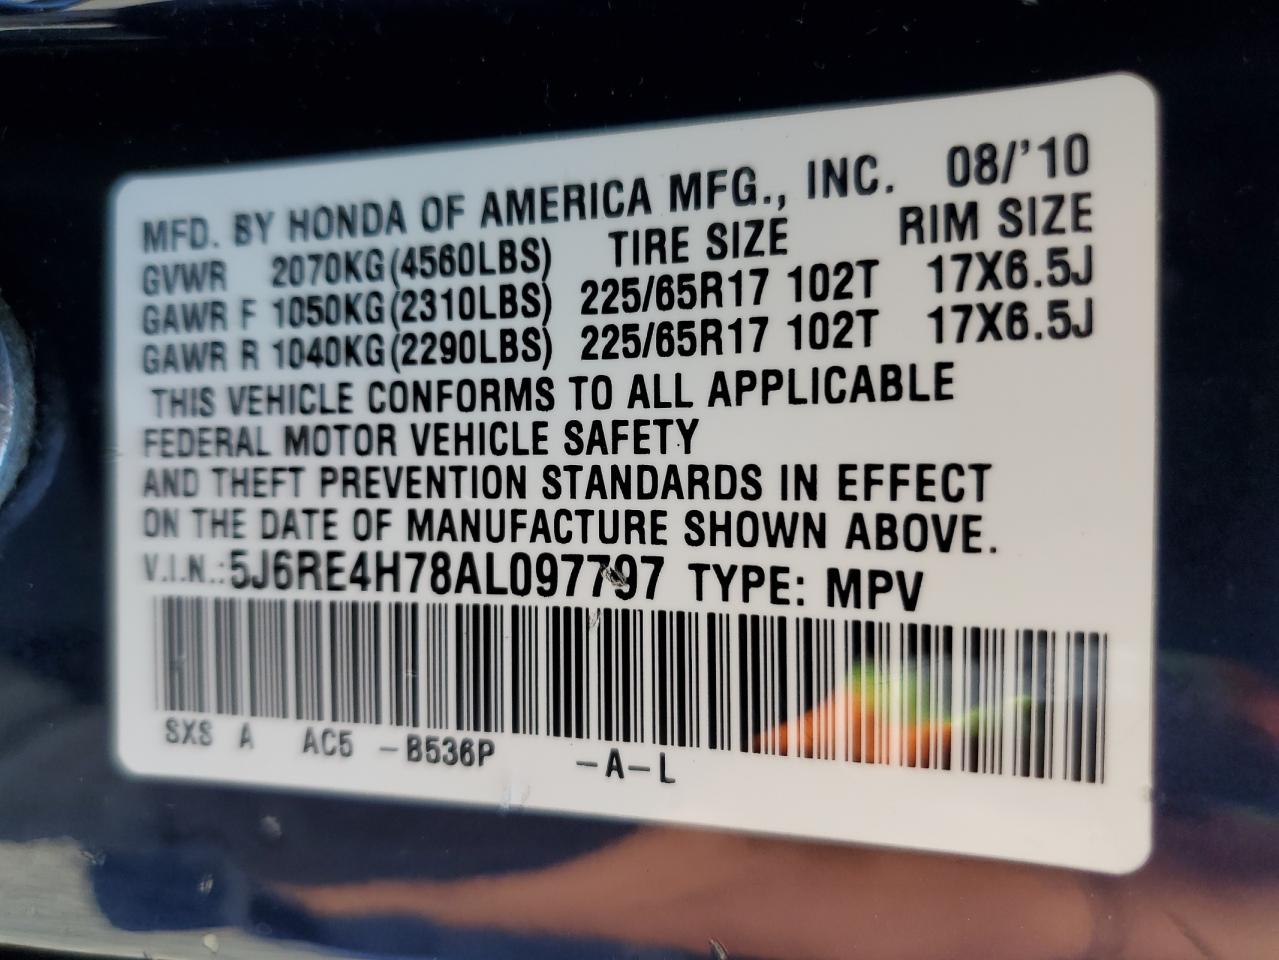 MFD. BY HONDA OF AMERICA MFG., INC. 08/'10
GVWR 2070KG(4560LBS) TIRE SIZE RIM SIZE
GAWR F 1050KG(2310LBS) 225/65R17 102T 17X6.5J
GAWR R 1040KG(2290LBS) 225/65R17 102T 17X6.5J
THIS VEHICLE CONFORMS TO ALL APPLICABLE
FEDERAL MOTOR VEHICLE SAFETY
AND THEFT PREVENTION STANDARDS IN EFFECT
ON THE DATE OF MANUFACTURE SHOWN ABOVE.
V.I.N.:5J6RE4H78AL097797 TYPE: MPV
SXS A AC5 -B536P -A-L